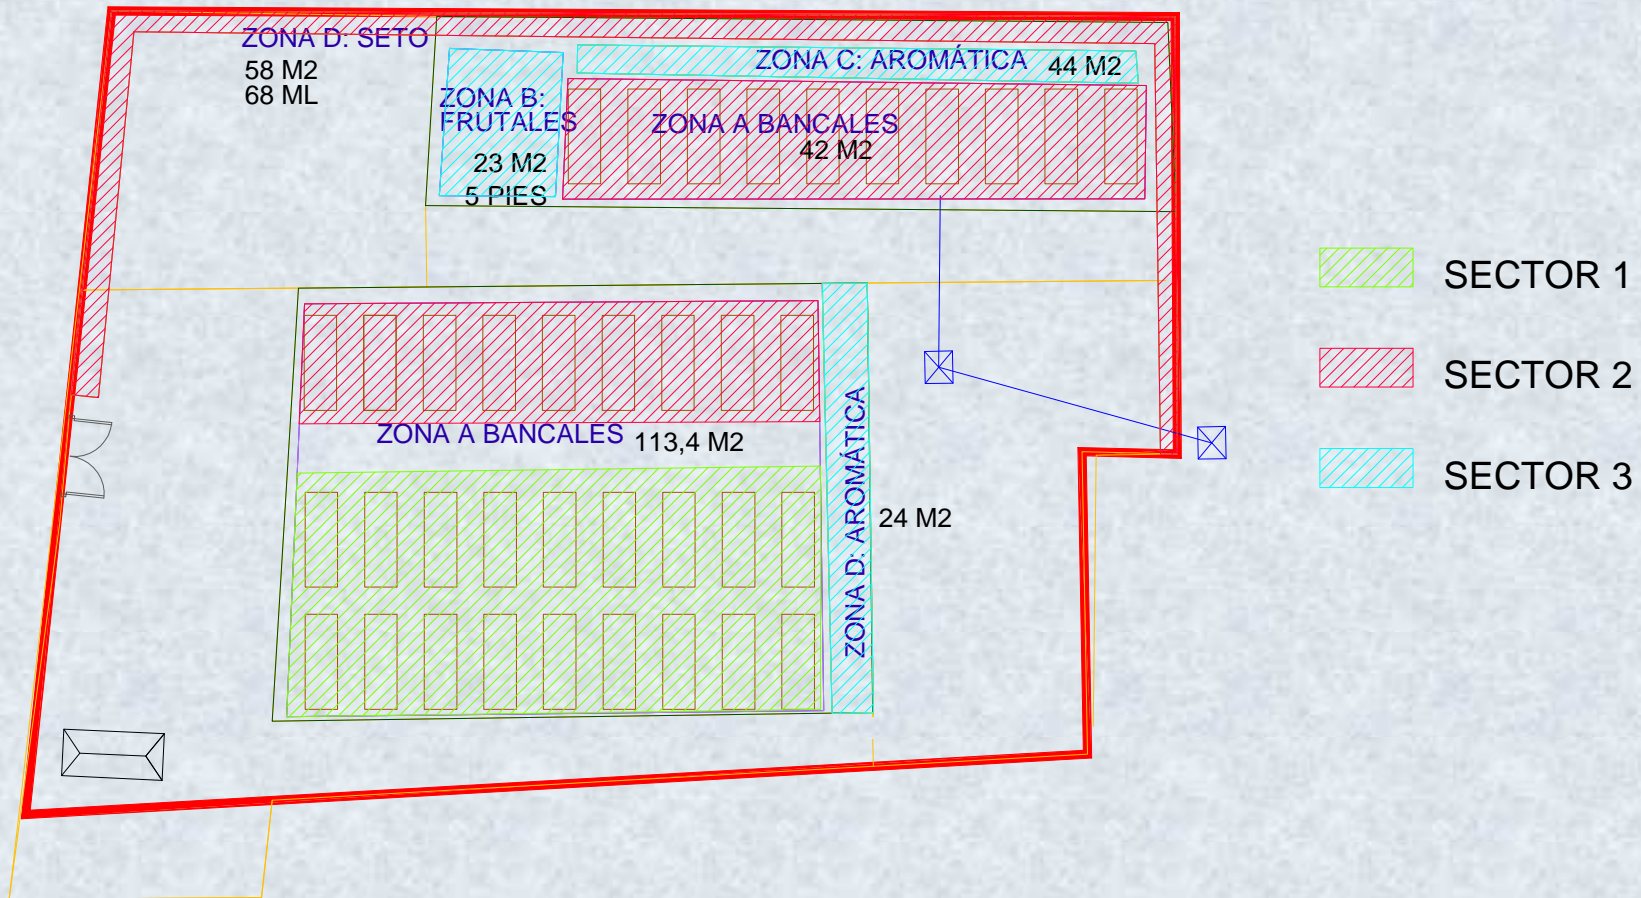 ZONA D: SETO
58 M2
68 ML
ZONA B:
FRUTALES
23 M2
5 PIES
ZONA C: AROMÁTICA 44 M2
ZONA A BANCALES
42 M2
ZONA A BANCALES 113,4 M2
ZONA D: AROMÁTICA
24 M2
SECTOR 1
SECTOR 2
SECTOR 3